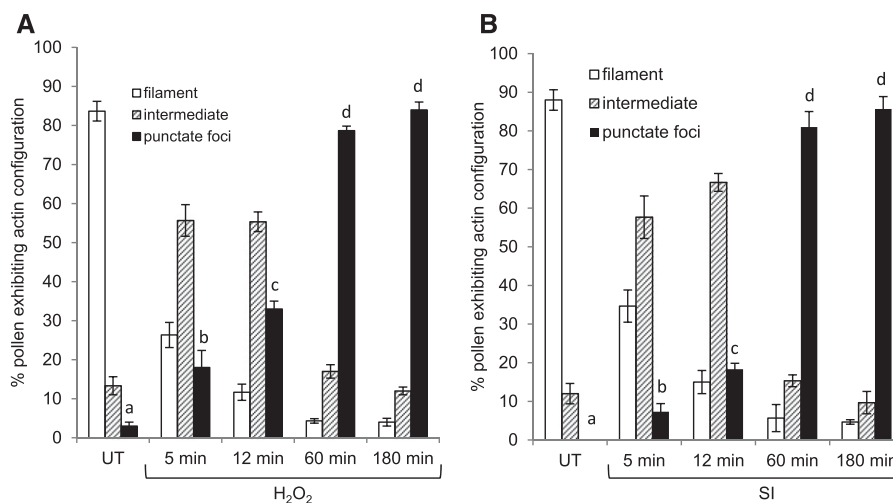 A
% pollen exhibiting actin configuration
100
90
80
70
60
50
40
30
20
10
0
filament
intermediate
punctate foci
a
b
c
d
d
UT
5 min
12 min
60 min
180 min
H₂O₂
B
% pollen exhibiting actin configuration
100
90
80
70
60
50
40
30
20
10
0
filament
intermediate
punctate foci
a
b
c
d
d
UT
5 min
12 min
60 min
180 min
SI